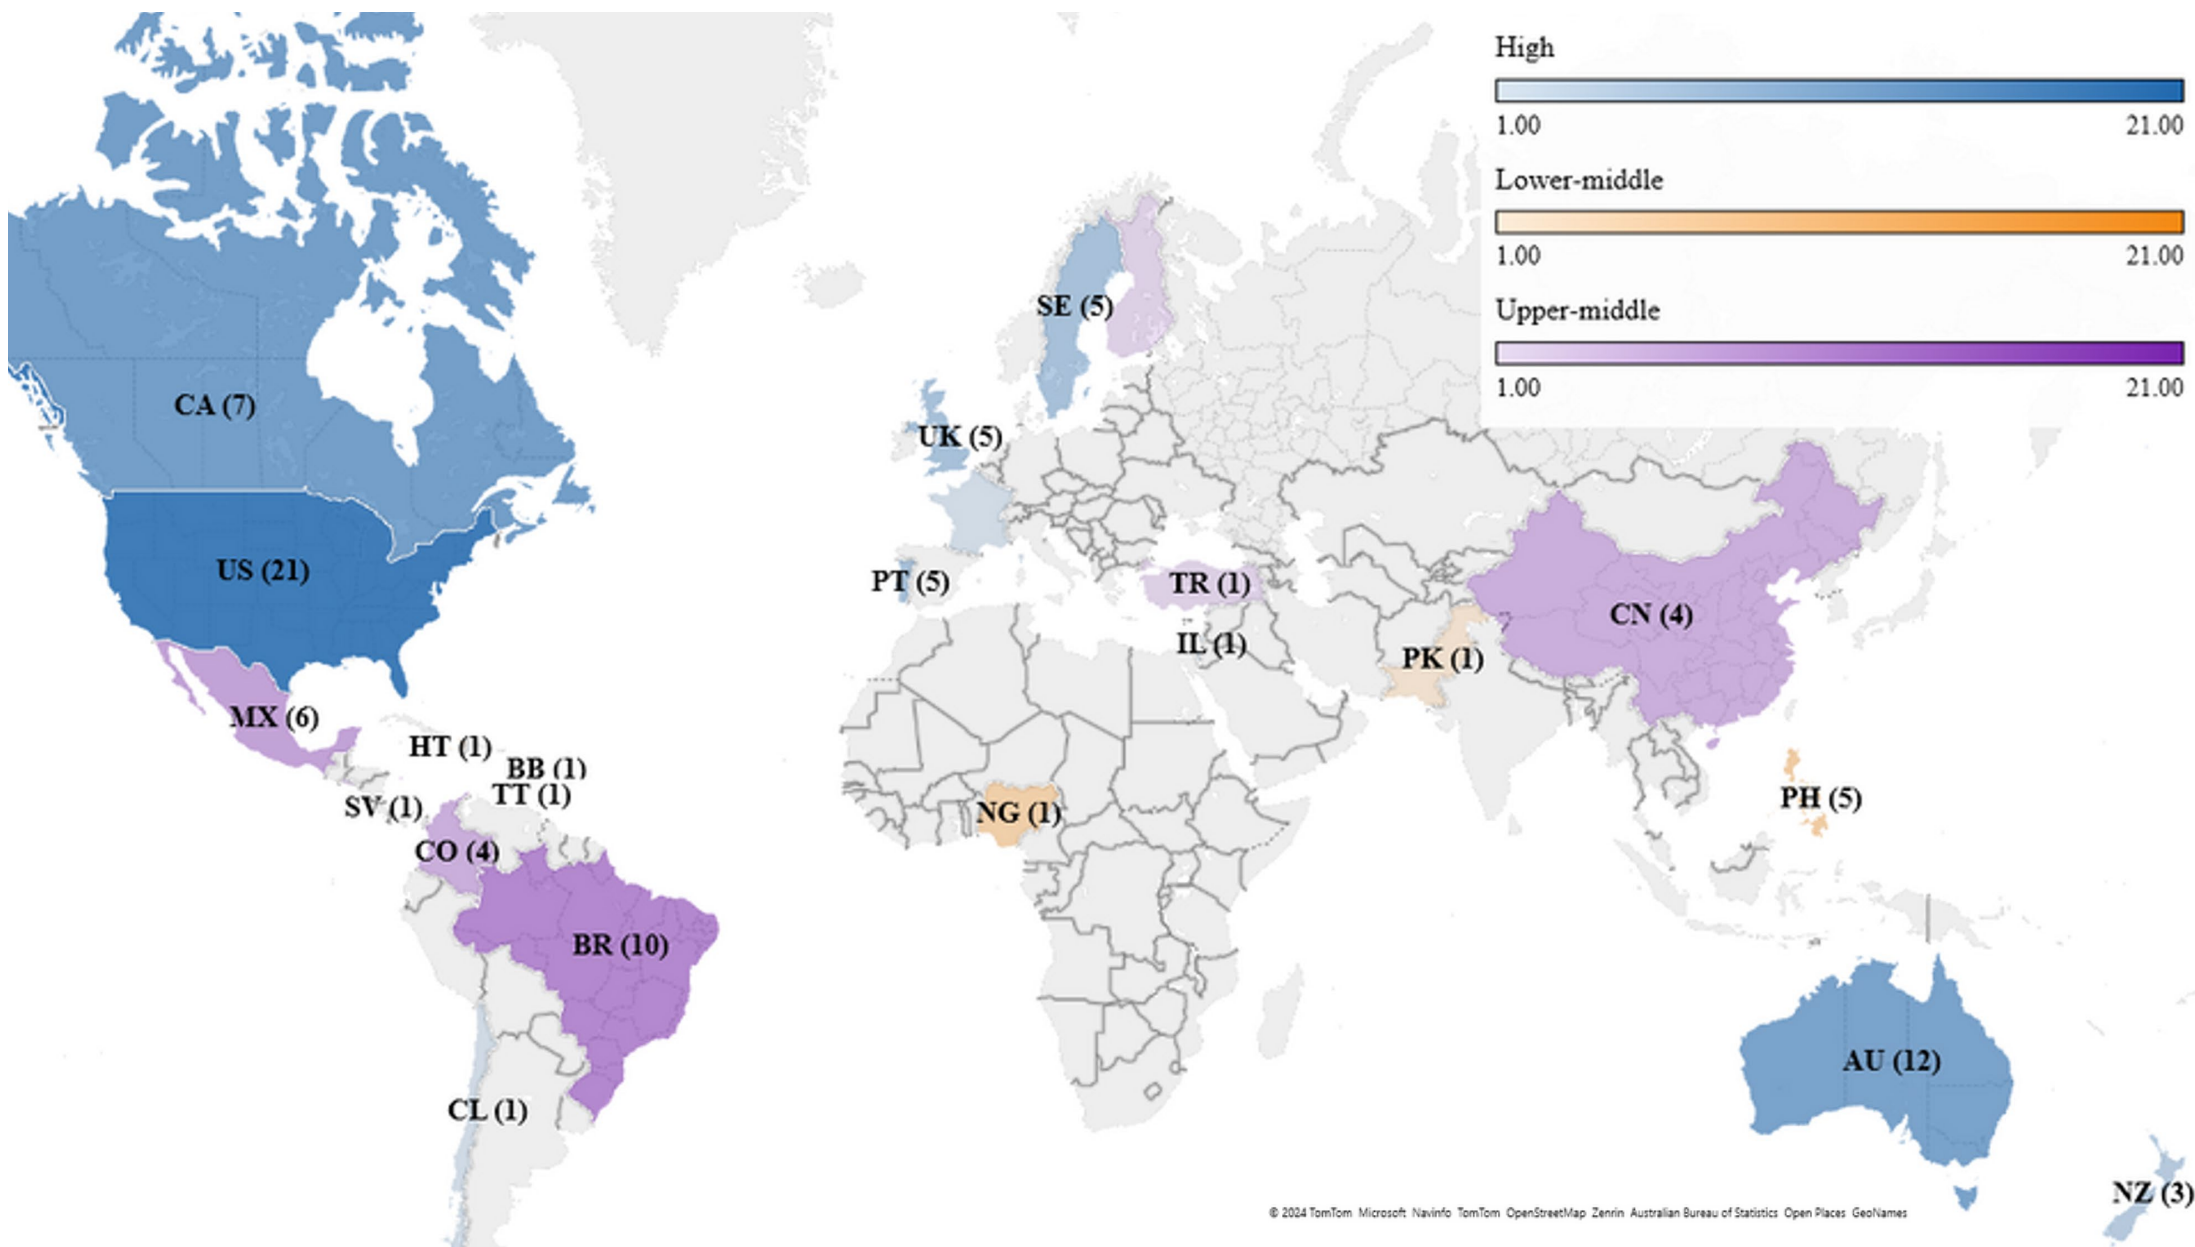 High
1.00 21.00
Lower-middle
1.00 21.00
Upper-middle
1.00 21.00
SE (5)
CA (7)
UK (5)
US (21)
PT (5)
TR (1)
CN (4)
IL (1)
PK (1)
MX (6)
HT (1)
BB (1)
TT (1)
SV (1)
NG (1)
PH (5)
CO (4)
BR (10)
AU (12)
CL (1)
NZ (3)
© 2024 TomTom Microsoft Navinfo TomTom OpenStreetMap Zenrin Australian Bureau of Statistics Open Places GeoNames